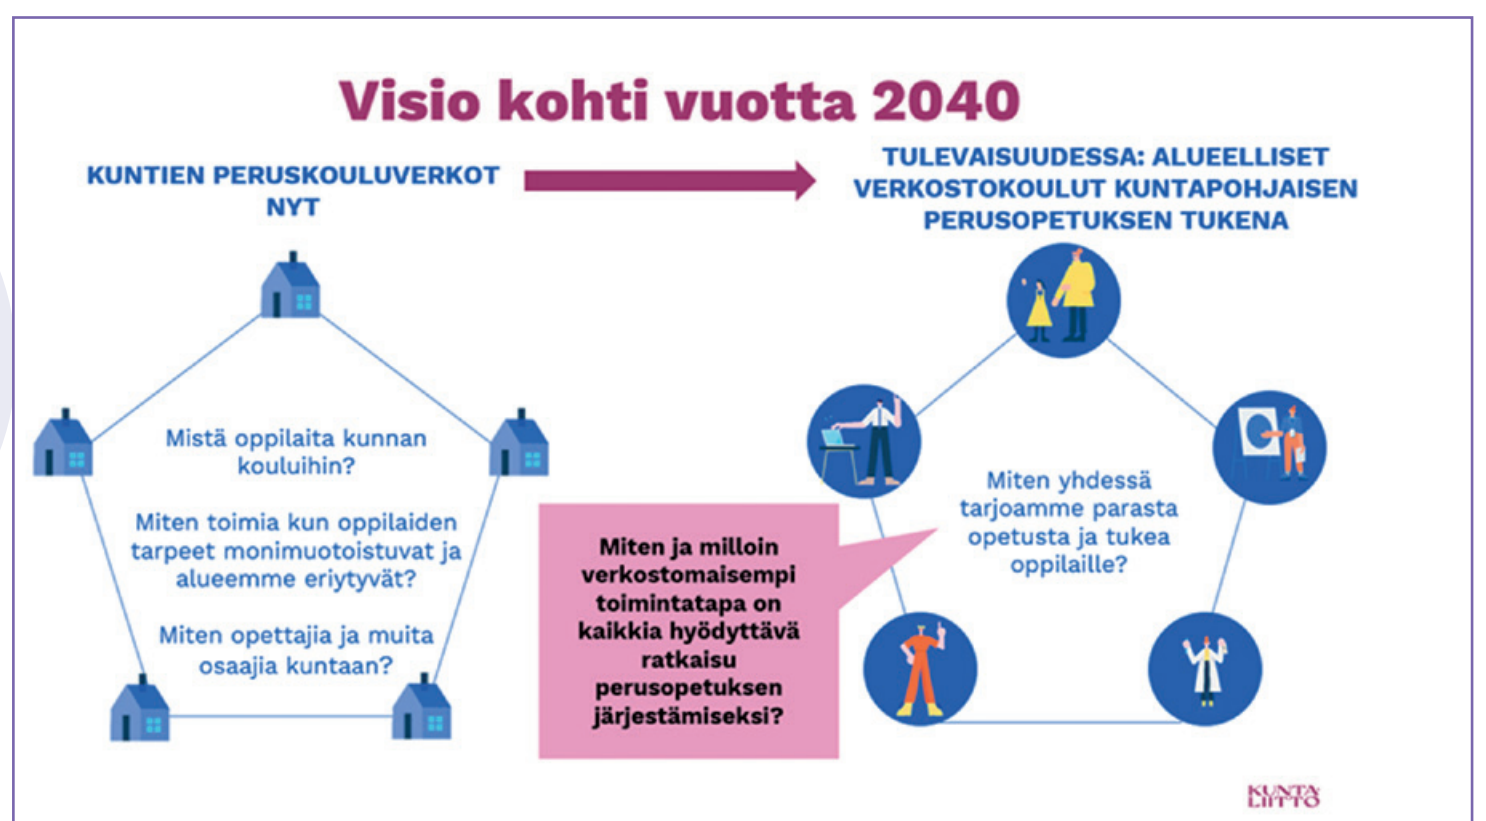 Visio kohti vuotta 2040
KUNTIEN PERUSKOULUVERKOT
NYT
TULEVAISUUDESSA: ALUEELLISET
VERKOSTOKOULUT KUNTAPOHJAISEN
PERUSOPETUKSEN TUKENA
Mistä oppilaita kunnan
kouluihin?
Miten toimia kun oppilaiden
tarpeet monimuotoistuvat ja
alueemme eriytyvät?
Miten opettajia ja muita
osaajia kuntaan?
Miten ja milloin
verkostomaisempi
toimintatapa on
kaikkia hyödyttävä
ratkaisu
perusopetuksen
järjestämiseksi?
Miten yhdessä
tarjoamme parasta
opetusta ja tukea
oppilaille?
KUNTA
LIITTO